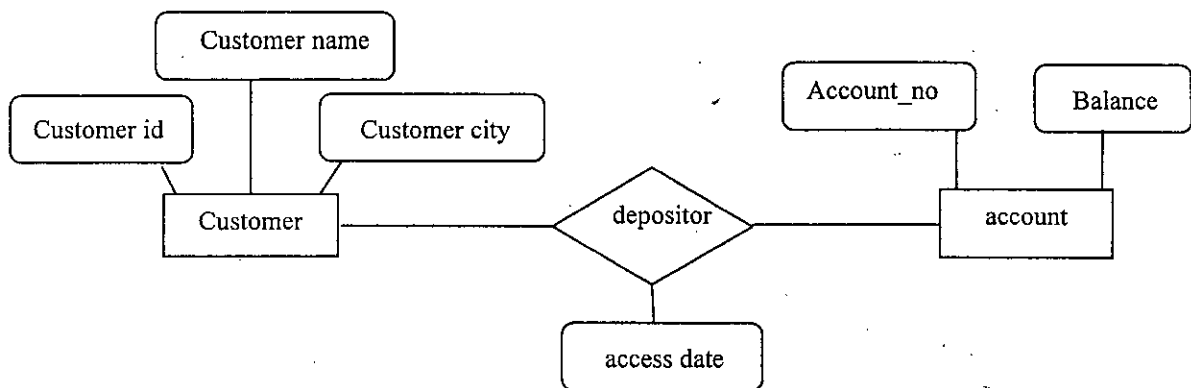 Customer name
Customer id
Customer city
Account_no
Balance
Customer
depositor
account
access date